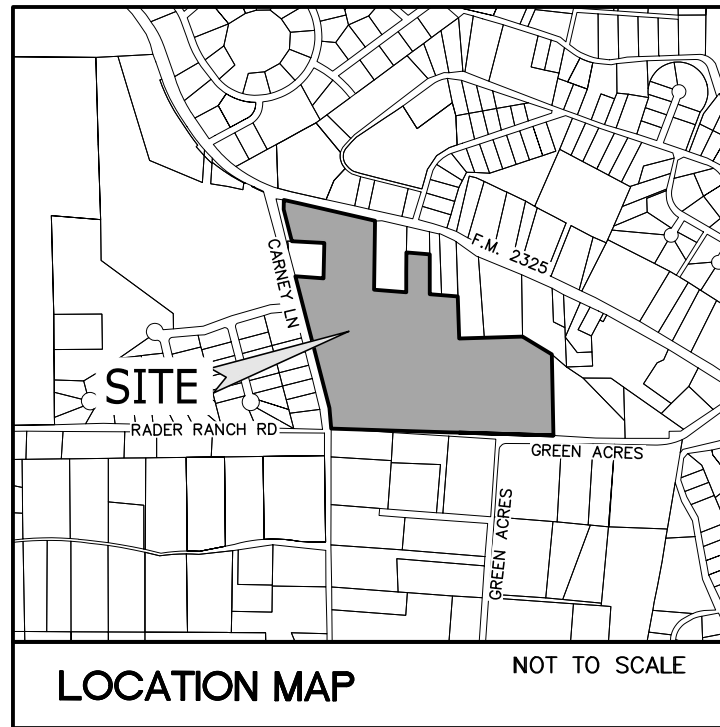 F.M. 2325
CARNEY LN
SITE
RADER RANCH RD
GREEN ACRES
GREEN ACRES
LOCATION MAP
NOT TO SCALE